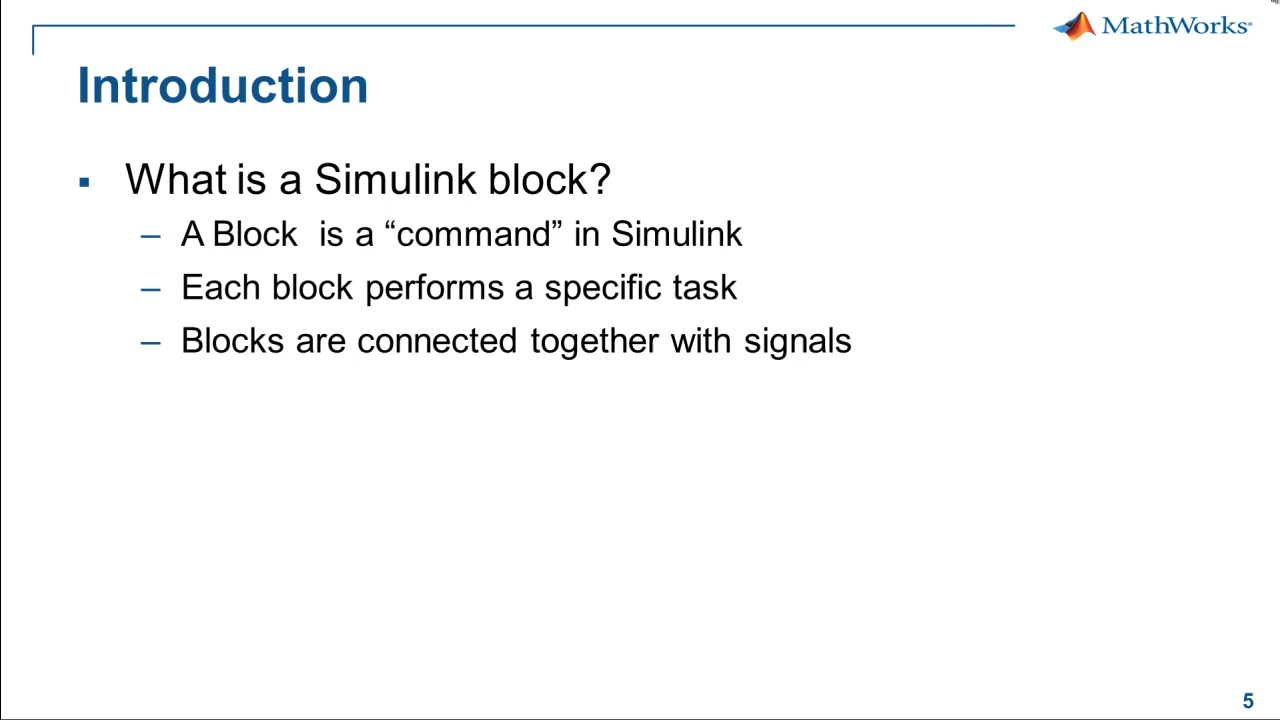 MathWorks®
Introduction
▪ What is a Simulink block?
– A Block  is a “command” in Simulink
– Each block performs a specific task
– Blocks are connected together with signals
5